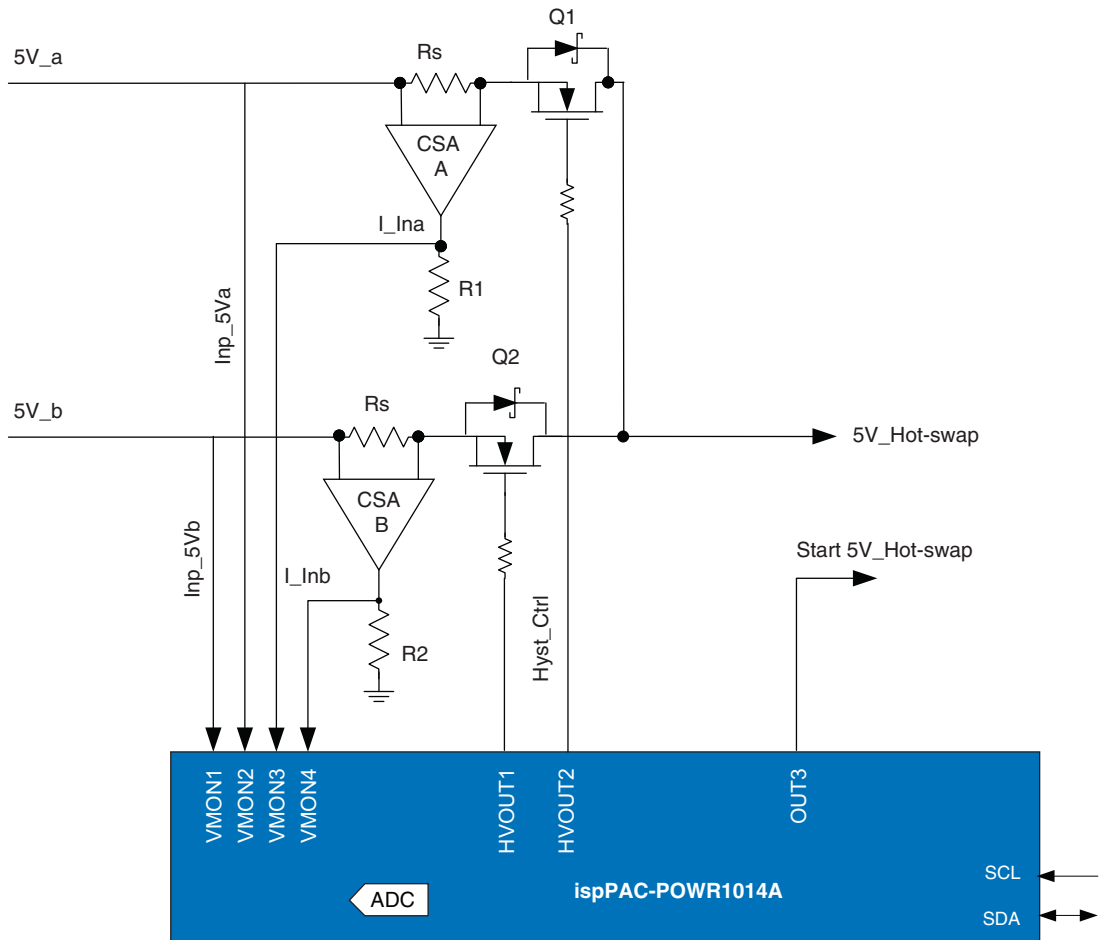 Q1
5V_a
Rs
CSA
A
I_Ina
R1
Inp_5Va
Q2
5V_b
Rs
5V_Hot-swap
CSA
B
Inp_5Vb
I_Inb
Start 5V_Hot-swap
Hyst_Ctrl
R2
VMON1
VMON2
VMON3
VMON4
HVOUT1
HVOUT2
OUT3
SCL
ADC
ispPAC-POWR1014A
SDA